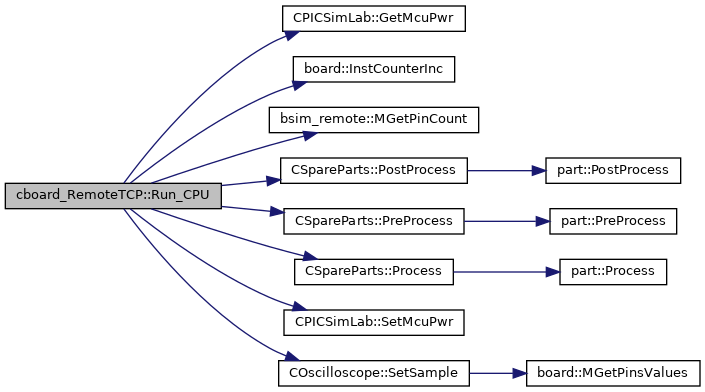 CPICSimLab::GetMcuPwr
board::InstCounterInc
bsim_remote::MGetPinCount
CSpareParts::PostProcess
part::PostProcess
cboard_RemoteTCP::Run_CPU
CSpareParts::PreProcess
part::PreProcess
CSpareParts::Process
part::Process
CPICSimLab::SetMcuPwr
COscilloscope::SetSample
board::MGetPinsValues